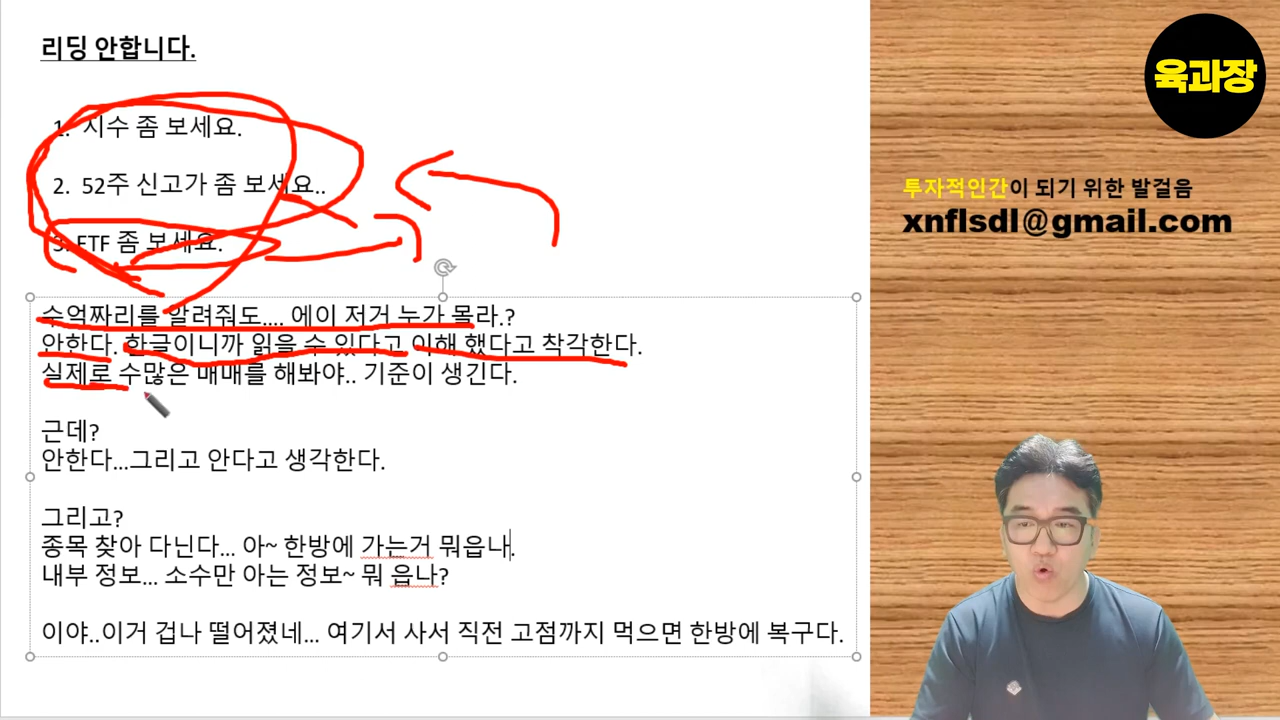 리딩 안합니다.
1. 지수 좀 보세요.
2. 52주 신고가 좀 보세요..
3. ETF 좀 보세요.
수억짜리를 알려줘도.... 에이 저거 누가 몰라.?
안한다. 한글이니까 읽을 수 있다고 이해 했다고 착각한다.
실제로 수많은 매매를 해봐야.. 기준이 생긴다.
근데?
안한다...그리고 안다고 생각한다.
그리고?
종목 찾아 다닌다... 아~ 한방에 가는거 뭐읍나.
내부 정보... 소수만 아는 정보~ 뭐 읍나?
이야..이거 겁나 떨어졌네... 여기서 사서 직전 고점까지 먹으면 한방에 복구다.
육과장
투자적인간이 되기 위한 발걸음
xnflsdl@gmail.com